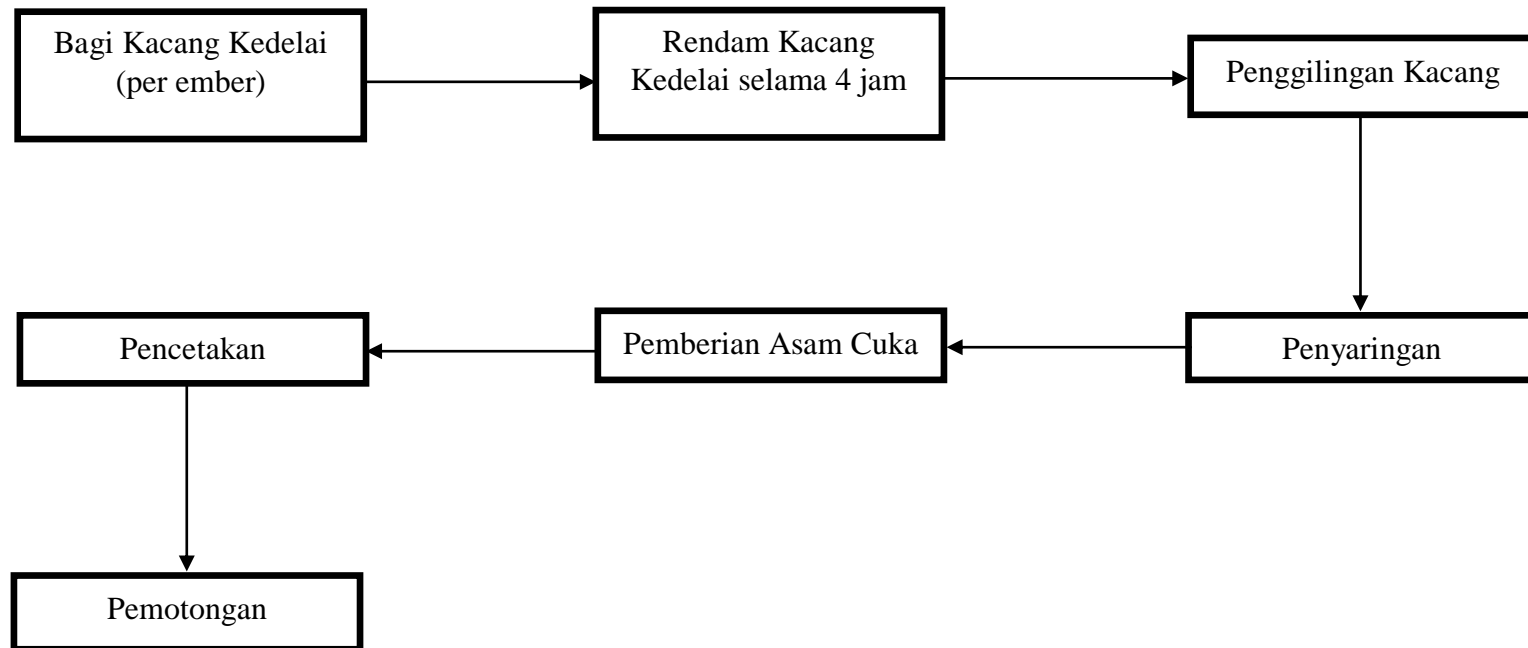 Bagi Kacang Kedelai
(per ember)
Rendam Kacang
Kedelai selama 4 jam
Penggilingan Kacang
Penyaringan
Pemberian Asam Cuka
Pencetakan
Pemotongan